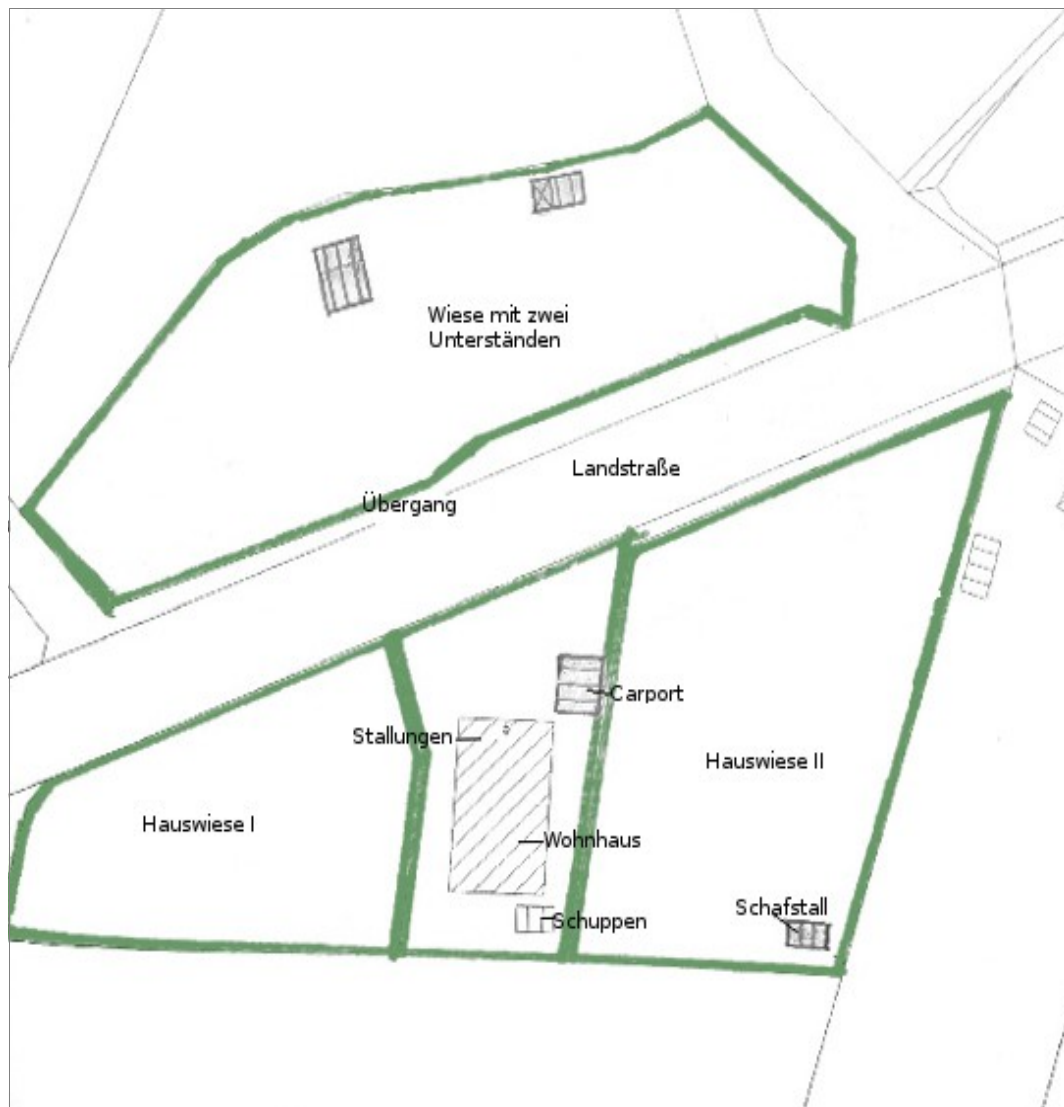 Wiese mit zwei
Unterständen
Landstraße
Übergang
Carport
Stallungen
Hauswiese II
Hauswiese I
Wohnhaus
Schafstall
Schuppen